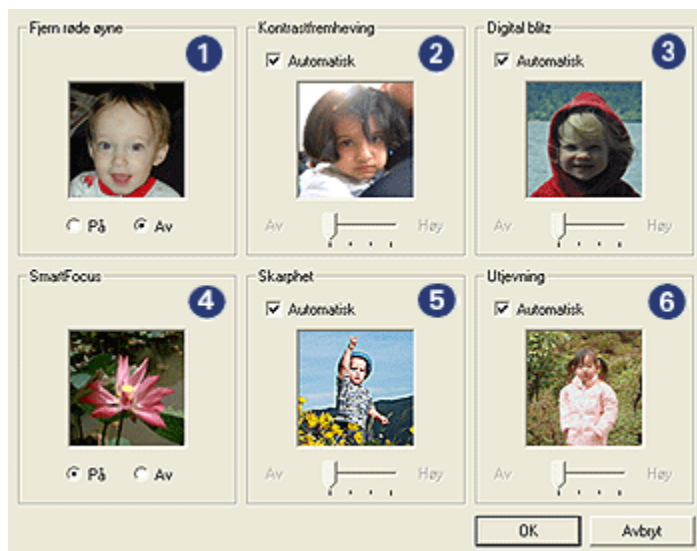 Fjern røde øyne
1
På Av
Kontrastfremheving
2
Automatisk
Av Høy
Digital blitz
3
Automatisk
Av Høy
SmartFocus
4
På Av
Skarphet
5
Automatisk
Av Høy
Utjevning
6
Automatisk
Av Høy
OK Avbryt